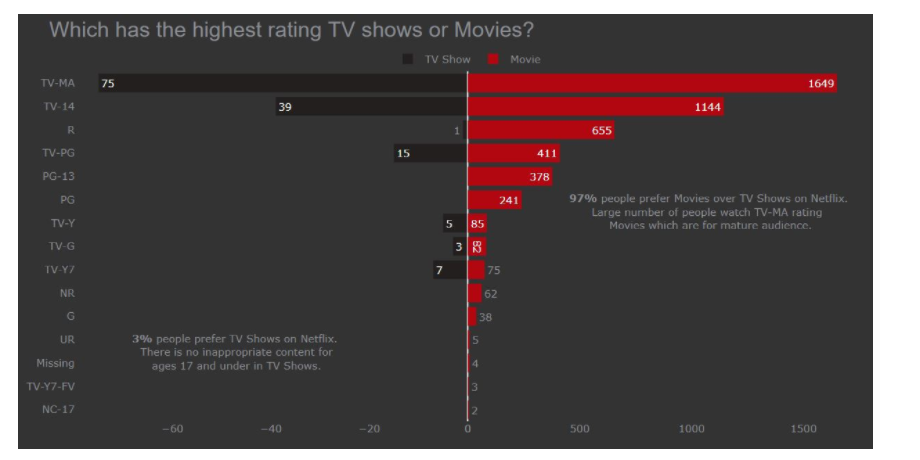 Which has the highest rating TV shows or Movies?
TV Show Movie
TV-MA 75 1649
TV-14 39 1144
R 1 655
TV-PG 15 411
PG-13 378
PG 241
97% people prefer Movies over TV Shows on Netflix.
Large number of people watch TV-MA rating
Movies which are for mature audience.
TV-Y 5 85
TV-G 3
TV-Y7 7 75
NR 62
G 38
UR 5
3% people prefer TV Shows on Netflix.
There is no inappropriate content for
ages 17 and under in TV Shows.
Missing 4
TV-Y7-FV 3
NC-17 2
−60 −40 −20 0 500 1000 1500